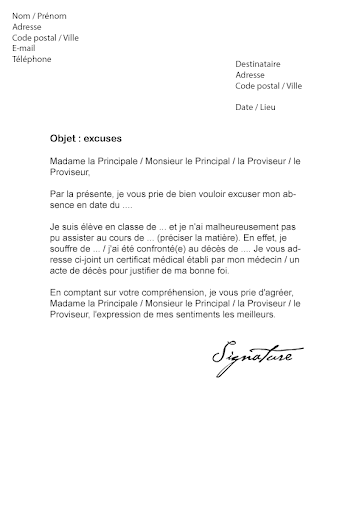 Nom / Prénom
Adresse
Code postal / Ville
E-mail
Téléphone
Destinataire
Adresse
Code postal / Ville
Date / Lieu
Objet : excuses
Madame la Principale / Monsieur le Principal / la Proviseur / le
Proviseur,
Par la présente, je vous prie de bien vouloir excuser mon ab-
sence en date du ....
Je suis élève en classe de ... et je n'ai malheureusement pas
pu assister au cours de ... (préciser la matière). En effet, je
souffre de ... / j'ai été confronté(e) au décès de .... Je vous ad-
resse ci-joint un certificat médical établi par mon médecin / un
acte de décès pour justifier de ma bonne foi.
En comptant sur votre compréhension, je vous prie d'agréer,
Madame la Principale / Monsieur le Principal / la Proviseur / le
Proviseur, l'expression de mes sentiments les meilleurs.
Signature